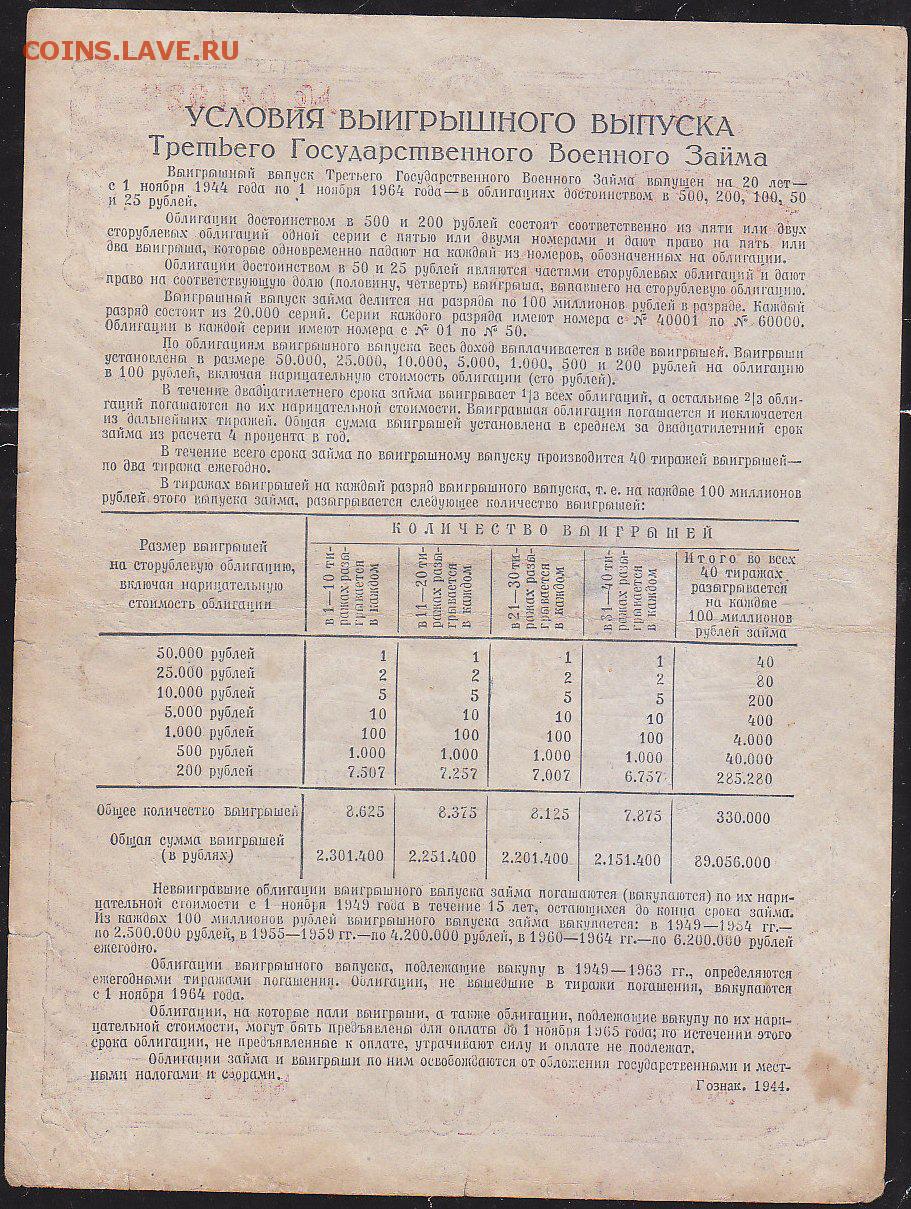 COINS.LAVE.RU
УСЛОВИЯ ВЫИГРЫШНОГО ВЫПУСКА
Третьего Государственного Военного Займа
Выигрышный выпуск Третьего Государственного Военного Займа выпущен на 20 лет—
с 1 ноября 1944 года по 1 ноября 1964 года—в облигациях достоинством в 500, 200, 100, 50
и 25 рублей.
Облигации достоинством в 500 и 200 рублей состоят соответственно из пяти или двух
сторублевых облигаций одной серии с пятью или двумя номерами и дают право на пять или
два выигрыша, которые одновременно падают на каждый из номеров, обозначенных на облигации.
Облигации достоинством в 50 и 25 рублей являются частями сторублевых облигаций и дают
право на соответствующую долю (половину, четверть) выигрыша, выпавшего на сторублевую облигацию.
Выигрышный выпуск займа делится на разряды по 100 миллионов рублей в разряде. Каждый
разряд состоит из 20.000 серий. Серии каждого разряда имеют номера с № 40001 по № 60000.
Облигации в каждой серии имеют номера с № 01 по № 50.
По облигациям выигрышного выпуска весь доход выплачивается в виде выигрышей. Выигрыши
установлены в размере 50.000, 25.000, 10.000, 5.000, 1.000, 500 и 200 рублей на облигацию
в 100 рублей, включая нарицательную стоимость облигации (сто рублей).
В течение двадцатилетнего срока займа выигрывает 1|3 всех облигаций, а остальные 2|3 обли-
гаций погашаются по их нарицательной стоимости. Выигравшая облигация погашается и исключается
из дальнейших тиражей. Общая сумма выигрышей установлена в среднем за двадцатилетний срок
займа из расчета 4 процента в год.
В течение всего срока займа по выигрышному выпуску производится 40 тиражей выигрышей—
по два тиража ежегодно.
В тиражах выигрышей на каждый разряд выигрышного выпуска, т. е. на каждые 100 миллионов
рублей этого выпуска займа, разыгрывается следующее количество выигрышей:
Размер выигрышей
на сторублевую облигацию,
включая нарицательную
стоимость облигации
КОЛИЧЕСТВО ВЫИГРЫШЕЙ
в 1—10 ти-
ражах разы-
грывается
в каждом
в 11—20 ти-
ражах разы-
грывается
в каждом
в 21—30 ти-
ражах разы-
грывается
в каждом
в 31—40 ти-
ражах разы-
грывается
в каждом
Итого во всех
40 тиражах
разыгрывается
на каждые
100 миллионов
рублей займа
50.000 рублей 1 1 1 1 40
25.000 рублей 2 2 2 2 80
10.000 рублей 5 5 5 5 200
5.000 рублей 10 10 10 10 400
1.000 рублей 100 100 100 100 4.000
500 рублей 1.000 1.000 1.000 1.000 40.000
200 рублей 7.507 7.257 7.007 6.757 285.280
Общее количество выигрышей 8.625 8.375 8.125 7.875 330.000
Общая сумма выигрышей
(в рублях) 2.301.400 2.251.400 2.201.400 2.151.400 89.056.000
Невыигравшие облигации выигрышного выпуска займа погашаются (выкупаются) по их нари-
цательной стоимости с 1 ноября 1949 года в течение 15 лет, остающихся до конца срока займа.
Из каждых 100 миллионов рублей выигрышного выпуска займа выкупается: в 1949—1954 гг.—
по 2.500.000 рублей, в 1955—1959 гг.—по 4.200.000 рублей, в 1960—1964 гг.—по 6.200.000 рублей
ежегодно.
Облигации выигрышного выпуска, подлежащие выкупу в 1949—1963 гг., определяются
ежегодными тиражами погашения. Облигации, не вышедшие в тиражи погашения, выкупаются
с 1 ноября 1964 года.
Облигации, на которые пали выигрыши, а также облигации, подлежащие выкупу по их нари-
цательной стоимости, могут быть предъявлены для оплаты до 1 ноября 1965 года; по истечении этого
срока облигации, не предъявленные к оплате, утрачивают силу и оплате не подлежат.
Облигации займа и выигрыши по ним освобождаются от обложения государственными и мест-
ными налогами и сборами.
Гознак. 1944.